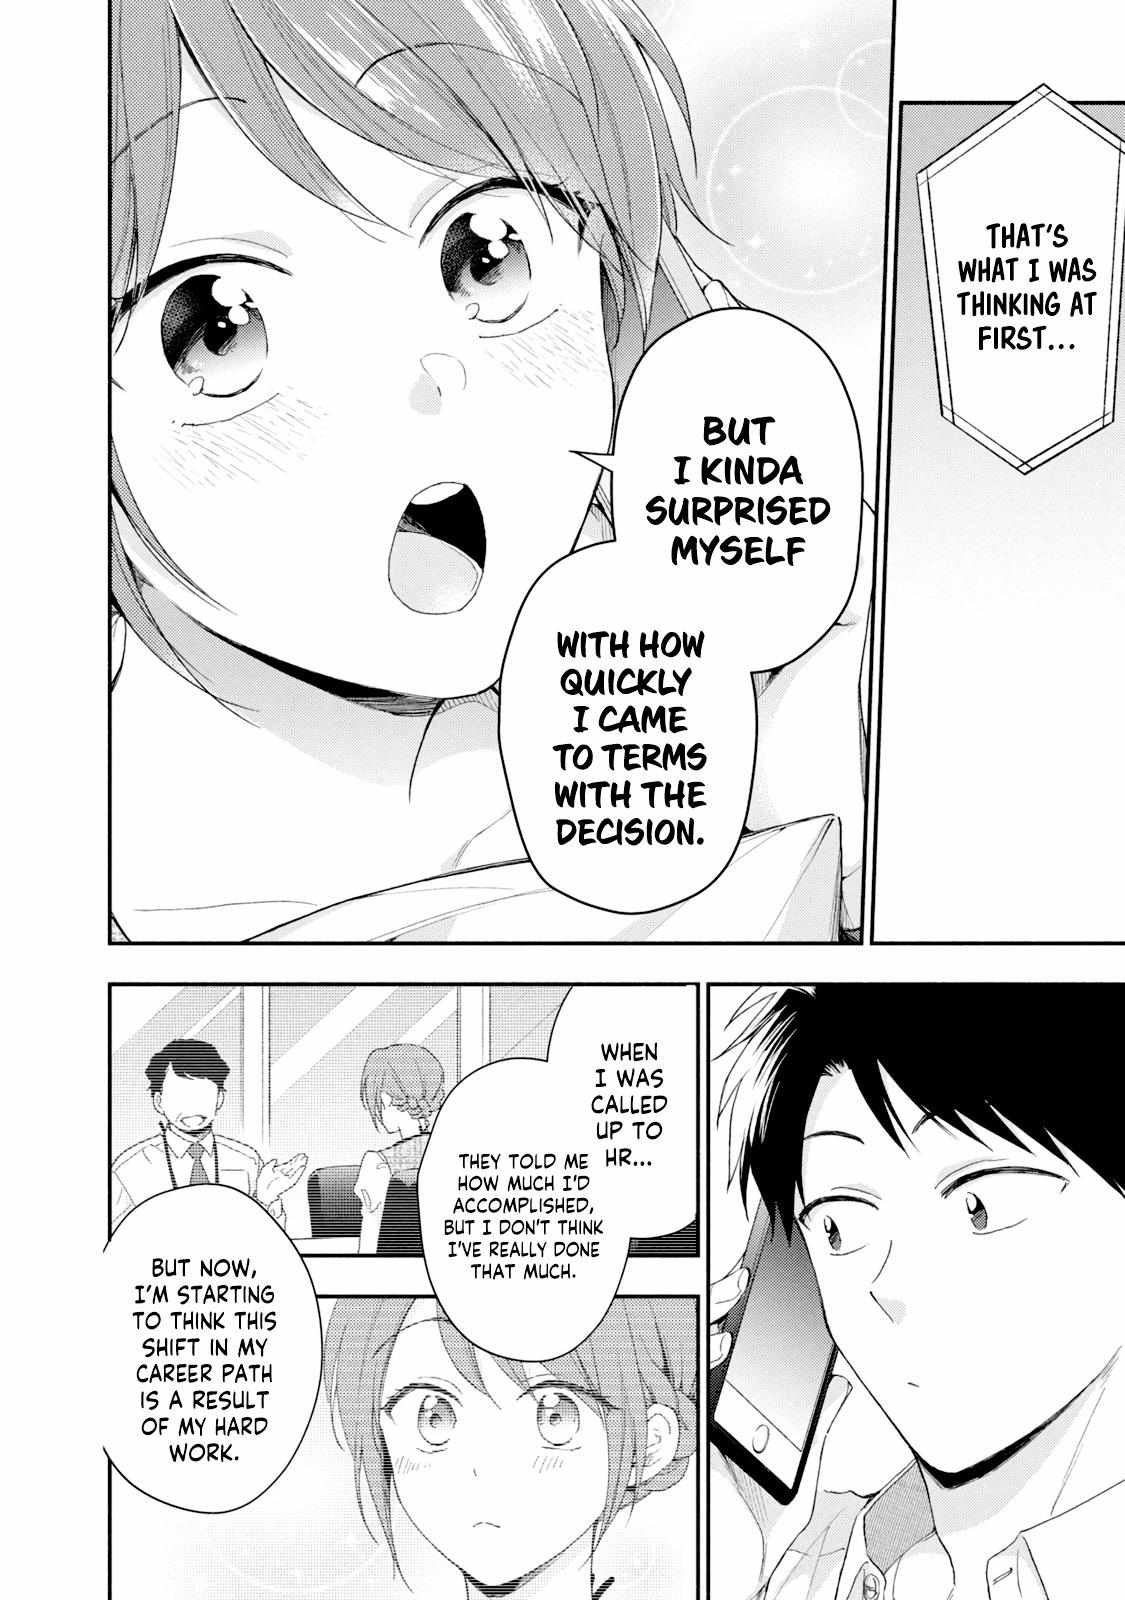 THAT'S
WHAT I WAS
THINKING AT
FIRST...
BUT
I KINDA
SURPRISED
MYSELF
WITH HOW
QUICKLY
I CAME
TO TERMS
WITH THE
DECISION.
WHEN
I WAS
CALLED
UP TO
HR...
THEY TOLD ME
HOW MUCH I'D
ACCOMPLISHED,
BUT I DON'T THINK
I'VE REALLY DONE
THAT MUCH.
BUT NOW,
I'M STARTING
TO THINK THIS
SHIFT IN MY
CAREER PATH
IS A RESULT
OF MY HARD
WORK.